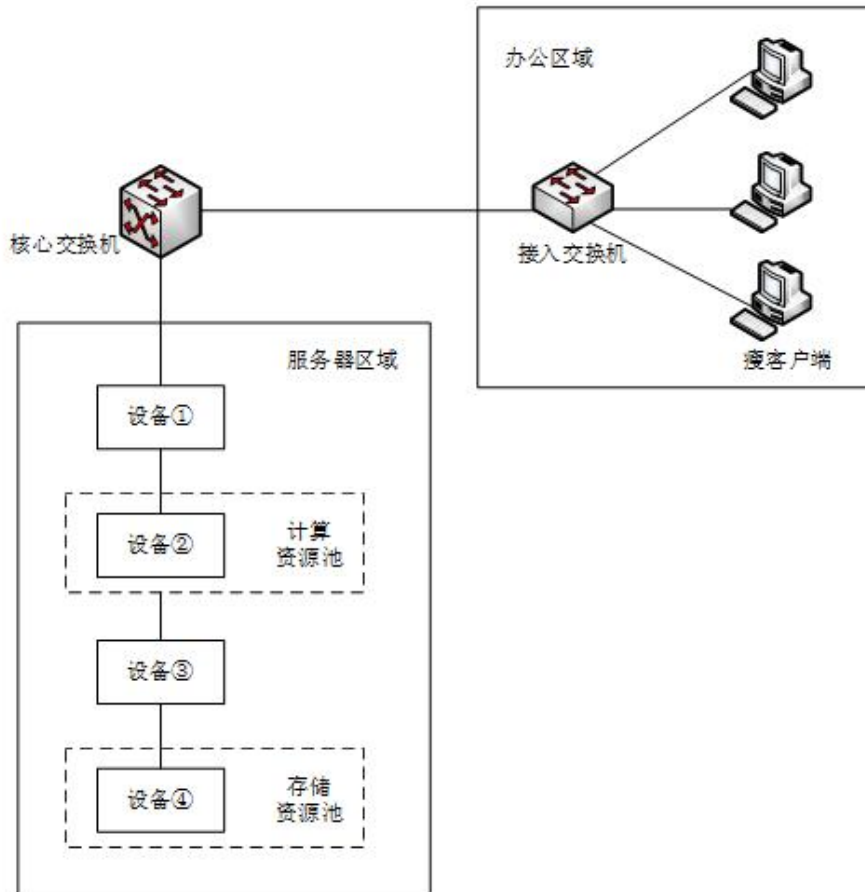 办公区域
核心交换机
接入交换机
瘦客户端
服务器区域
设备①
设备②
计算
资源池
设备③
设备④
存储
资源池